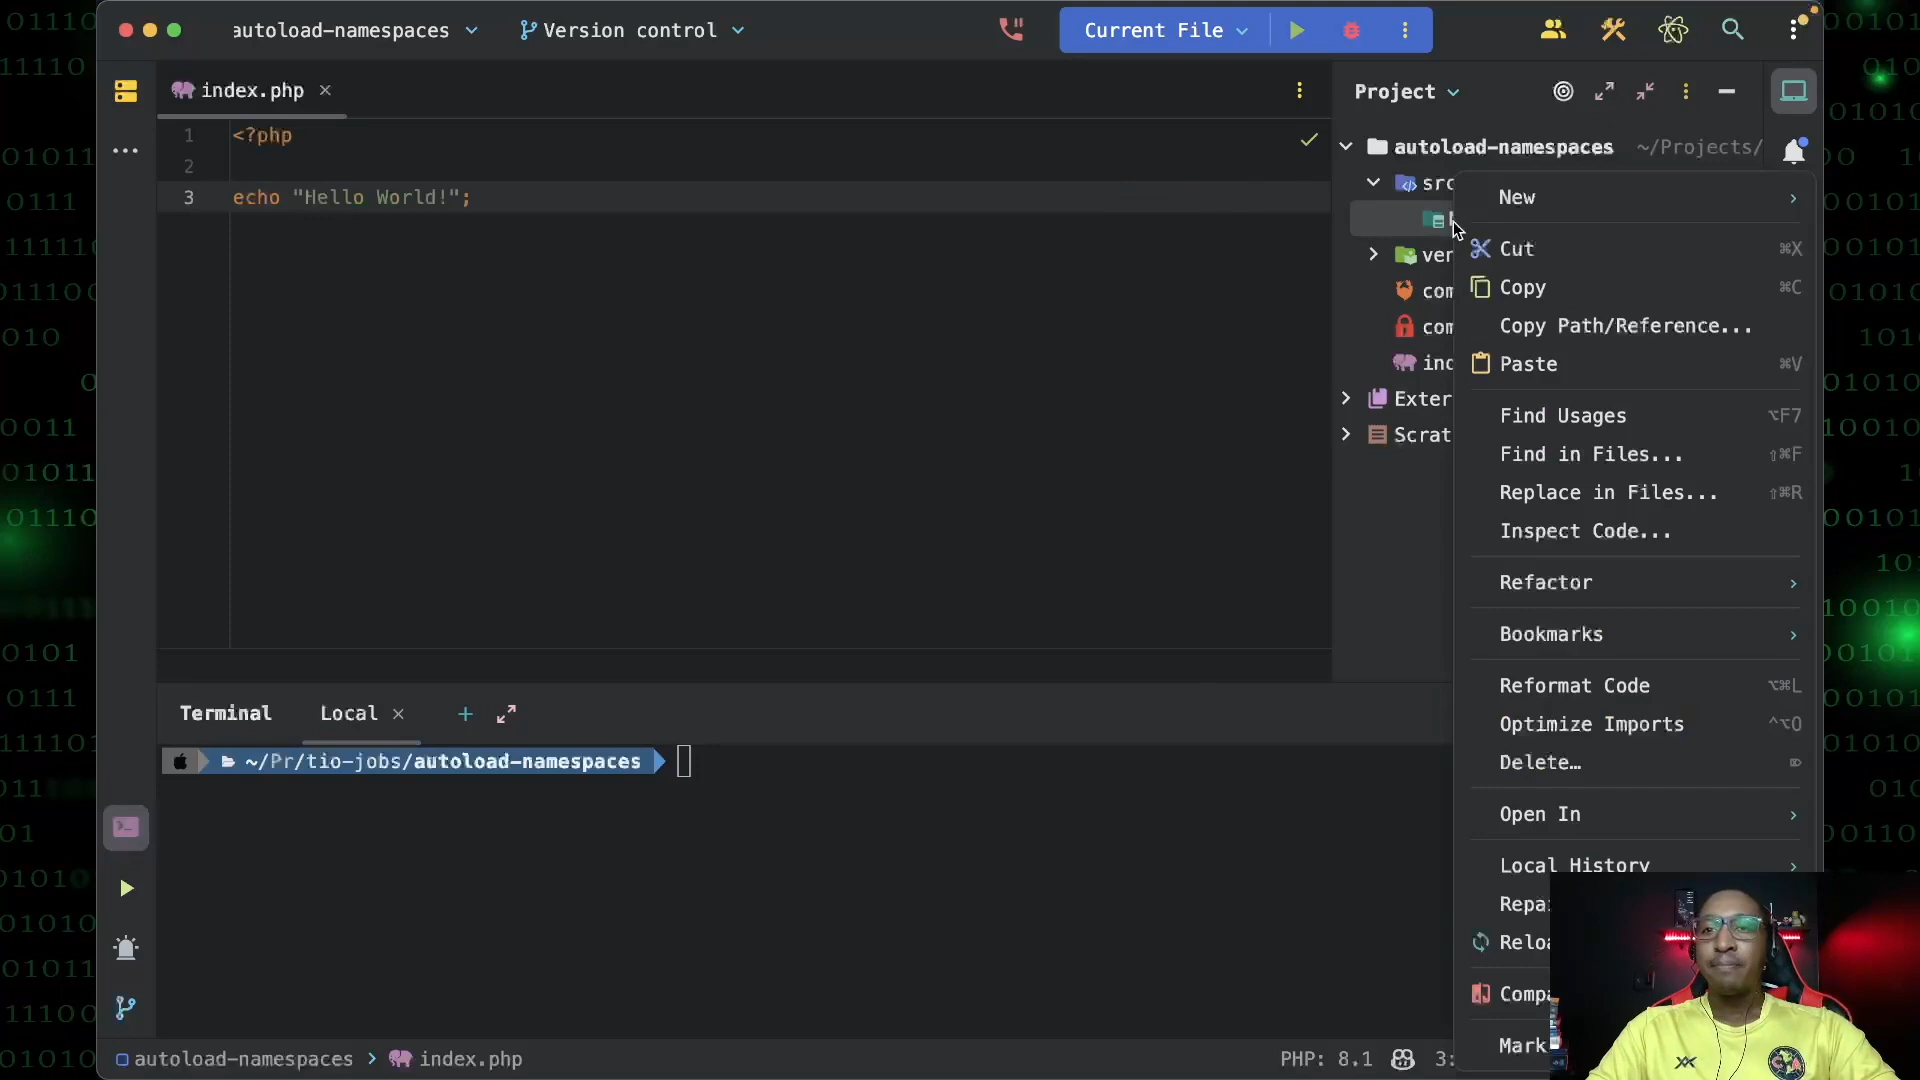 autoload-namespaces
Version control
Current File
index.php
Project
1 <?php
2
3 echo "Hello World!";
autoload-namespaces ~/Projects/
src
ver
com
com
ind
Exter
Scrat
New
Cut ⌘X
Copy ⌘C
Copy Path/Reference...
Paste ⌘V
Find Usages ⌥F7
Find in Files... ⇧⌘F
Replace in Files... ⇧⌘R
Inspect Code...
Refactor
Bookmarks
Reformat Code ⌥⌘L
Optimize Imports ^⌥O
Delete… ⌦
Open In
Local History
Repa
Reloa
Compa
Mark
Terminal
Local
~/Pr/tio-jobs/autoload-namespaces
autoload-namespaces > index.php
PHP: 8.1
3: